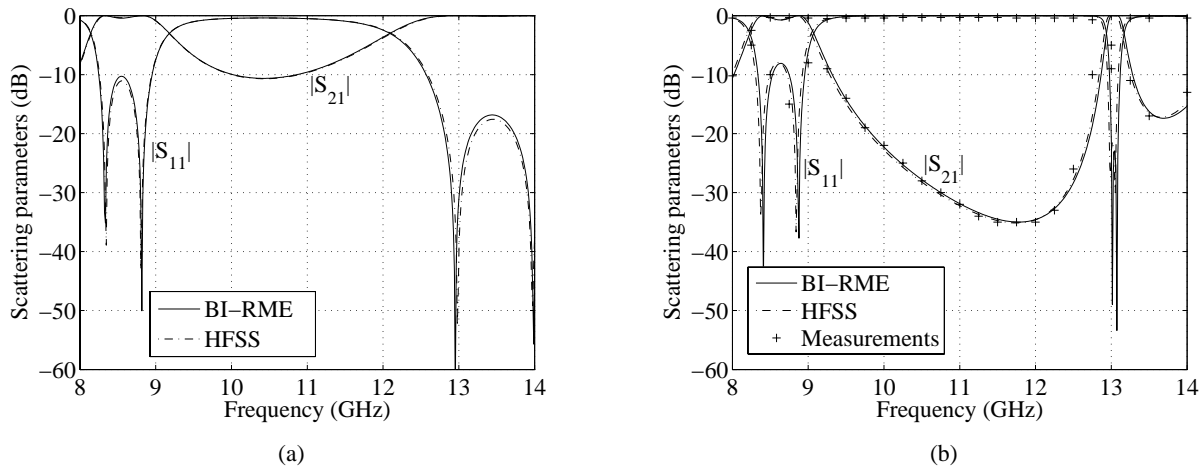 0
−10
−20
−30
−40
−50
−60
8 9 10 11 12 13 14
Scattering parameters (dB)
Frequency (GHz)
|S11|
|S21|
BI−RME
HFSS
(a)
0
−10
−20
−30
−40
−50
−60
8 9 10 11 12 13 14
Scattering parameters (dB)
Frequency (GHz)
|S11|
|S21|
BI−RME
HFSS
Measurements
(b)